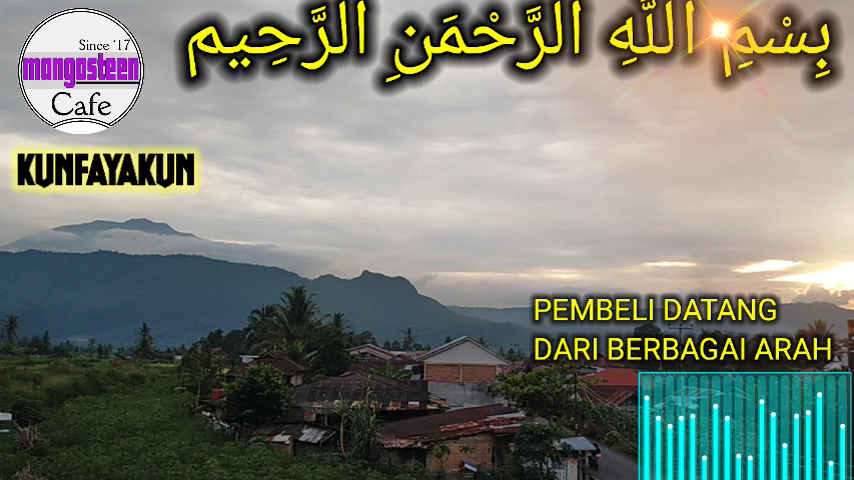 بِسْمِ اللَّهِ الرَّحْمَنِ الرَّحِيم
Since '17
mangosteen
Cafe
KUNFAYAKUN
PEMBELI DATANG
DARI BERBAGAI ARAH